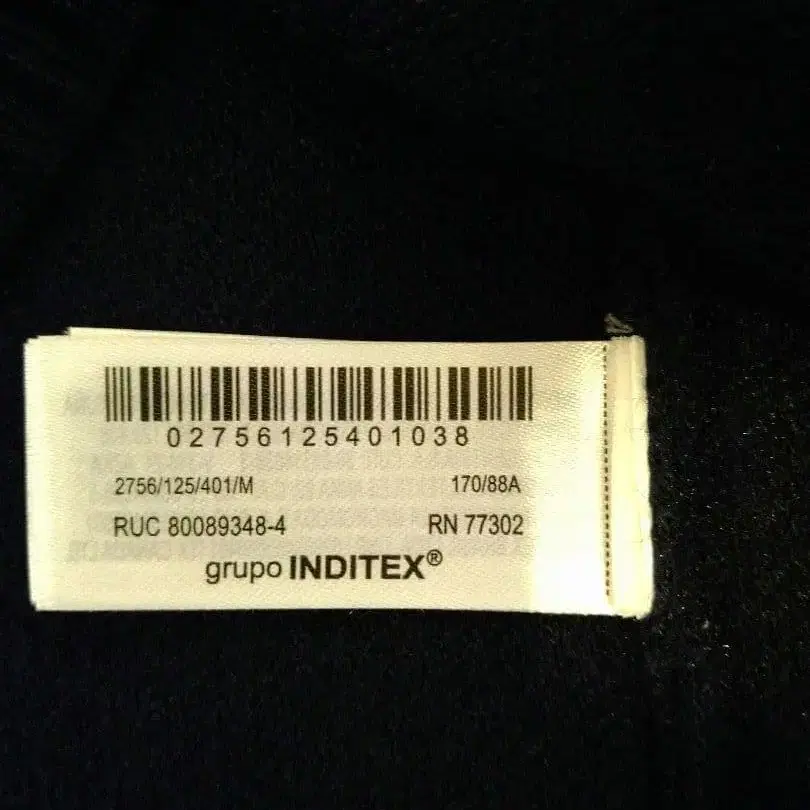 02756125401038
2756/125/401/M 170/88A
RUC 80089348-4 RN 77302
grupo INDITEX®